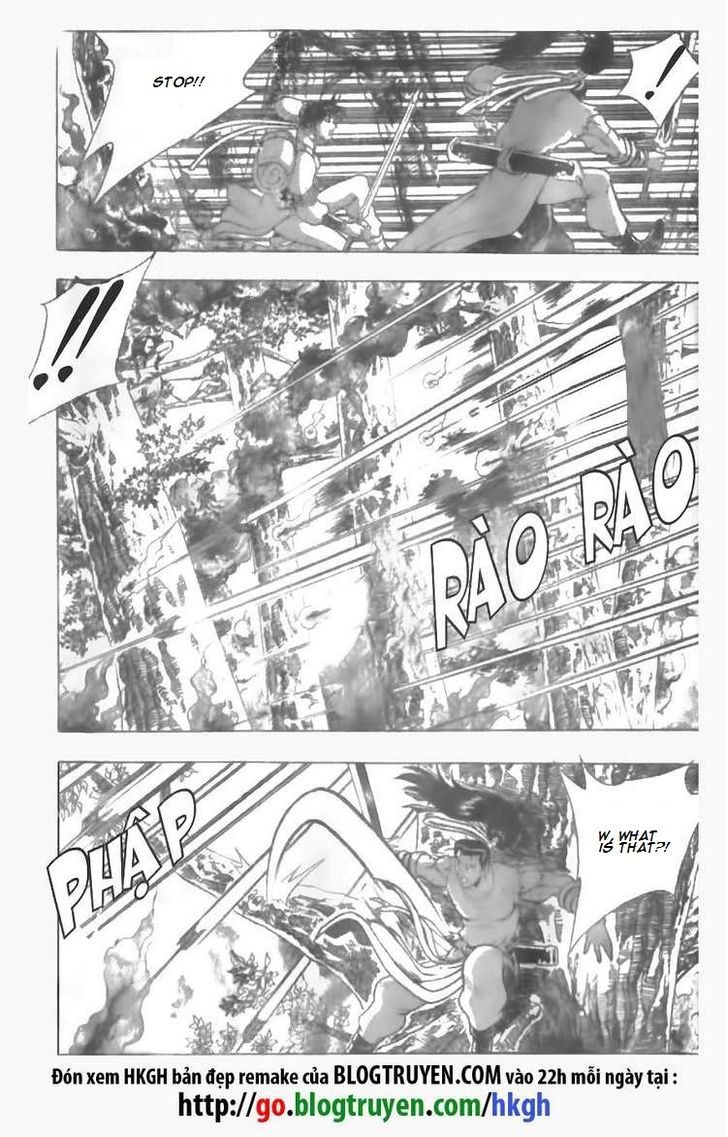 STOP!!
!
!!
RÀO RÀO
PHẬP
W, WHAT
IS THAT?!
Đón xem HKGH bản đẹp remake của BLOGTRUYEN.COM vào 22h mỗi ngày tại :
http://go.blogtruyen.com/hkgh